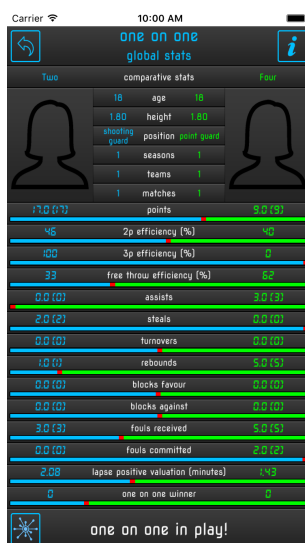 Carrier 10:00 AM
one on one
global stats
i
Two comparative stats Four
18 age 18
1.80 height 1.80
shooting guard position point guard
1 seasons 1
1 teams 1
1 matches 1
17.0 (17) points 9.0 (9)
46 2p efficiency (%) 40
100 3p efficiency (%) 0
33 free throw efficiency (%) 62
0.0 (0) assists 3.0 (3)
2.0 (2) steals 0.0 (0)
0.0 (0) turnovers 0.0 (0)
1.0 (1) rebounds 5.0 (5)
0.0 (0) blocks favour 0.0 (0)
0.0 (0) blocks against 0.0 (0)
3.0 (3) fouls received 5.0 (5)
0.0 (0) fouls committed 2.0 (2)
2.08 lapse positive valuation (minutes) 1,43
0 one on one winner 0
one on one in play!